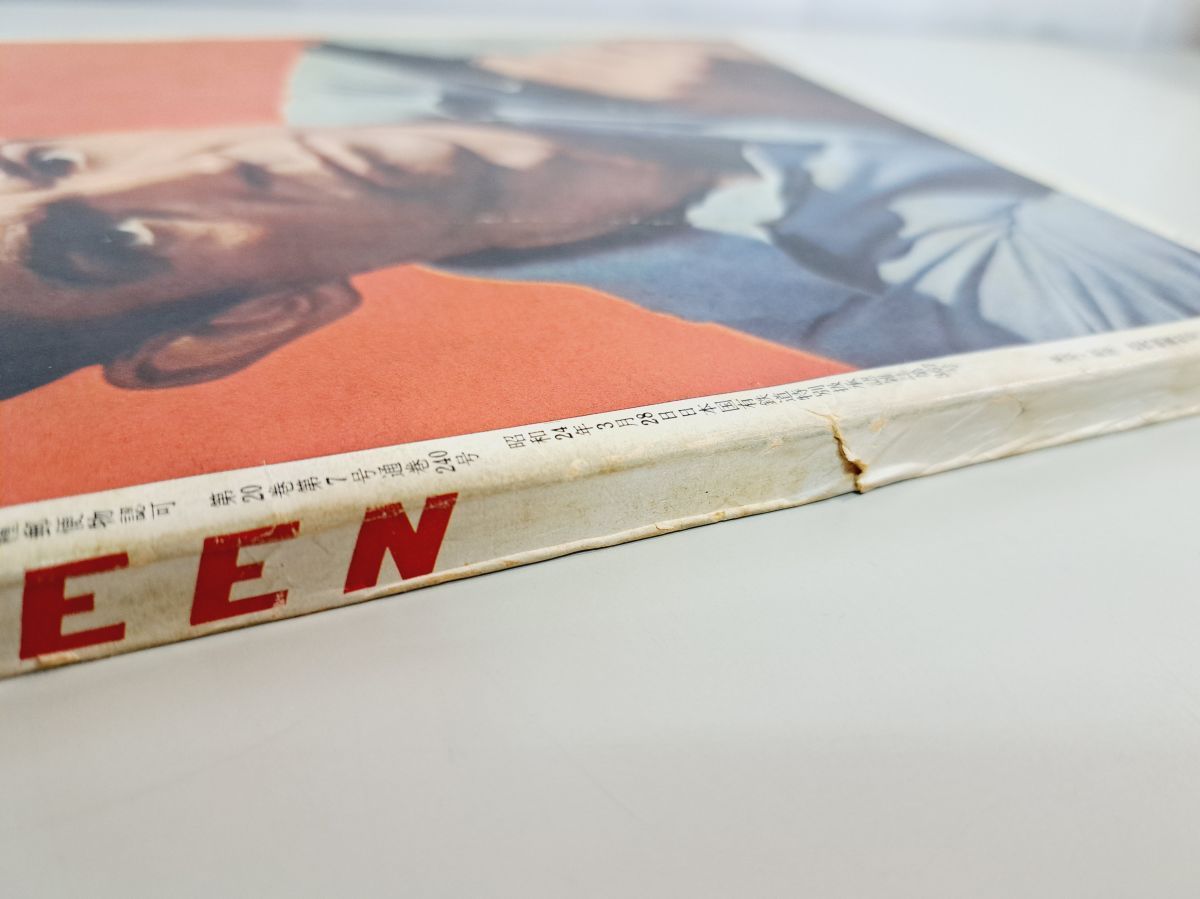 種郵便物認可 第20巻第7号通巻240号 昭和24年3月28日日本国有鉄道特別扱承認雑誌
EEN